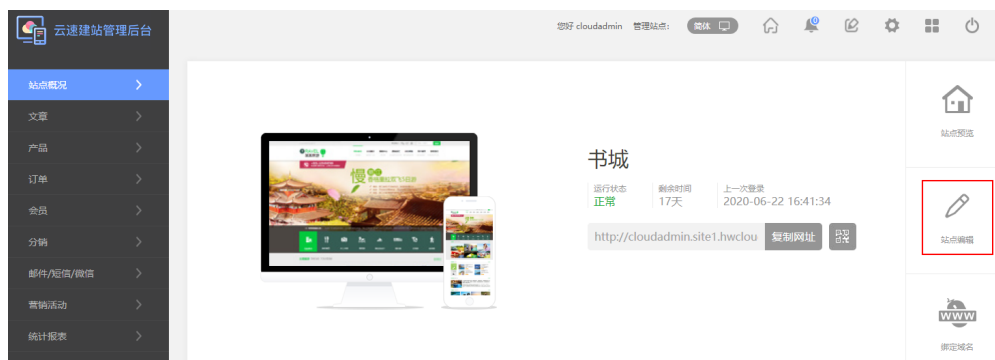 云速建站管理后台
您好 cloudadmin 管理站点: 简体
0
站点概况
文章
产品
订单
会员
分销
邮件/短信/微信
营销活动
统计报表
慢
书城
运行状态 剩余时间 上一次登录
正常 17天 2020-06-22 16:41:34
http://cloudadmin.site1.hwclou 复制网址
站点预览
站点编辑
WWW
绑定域名